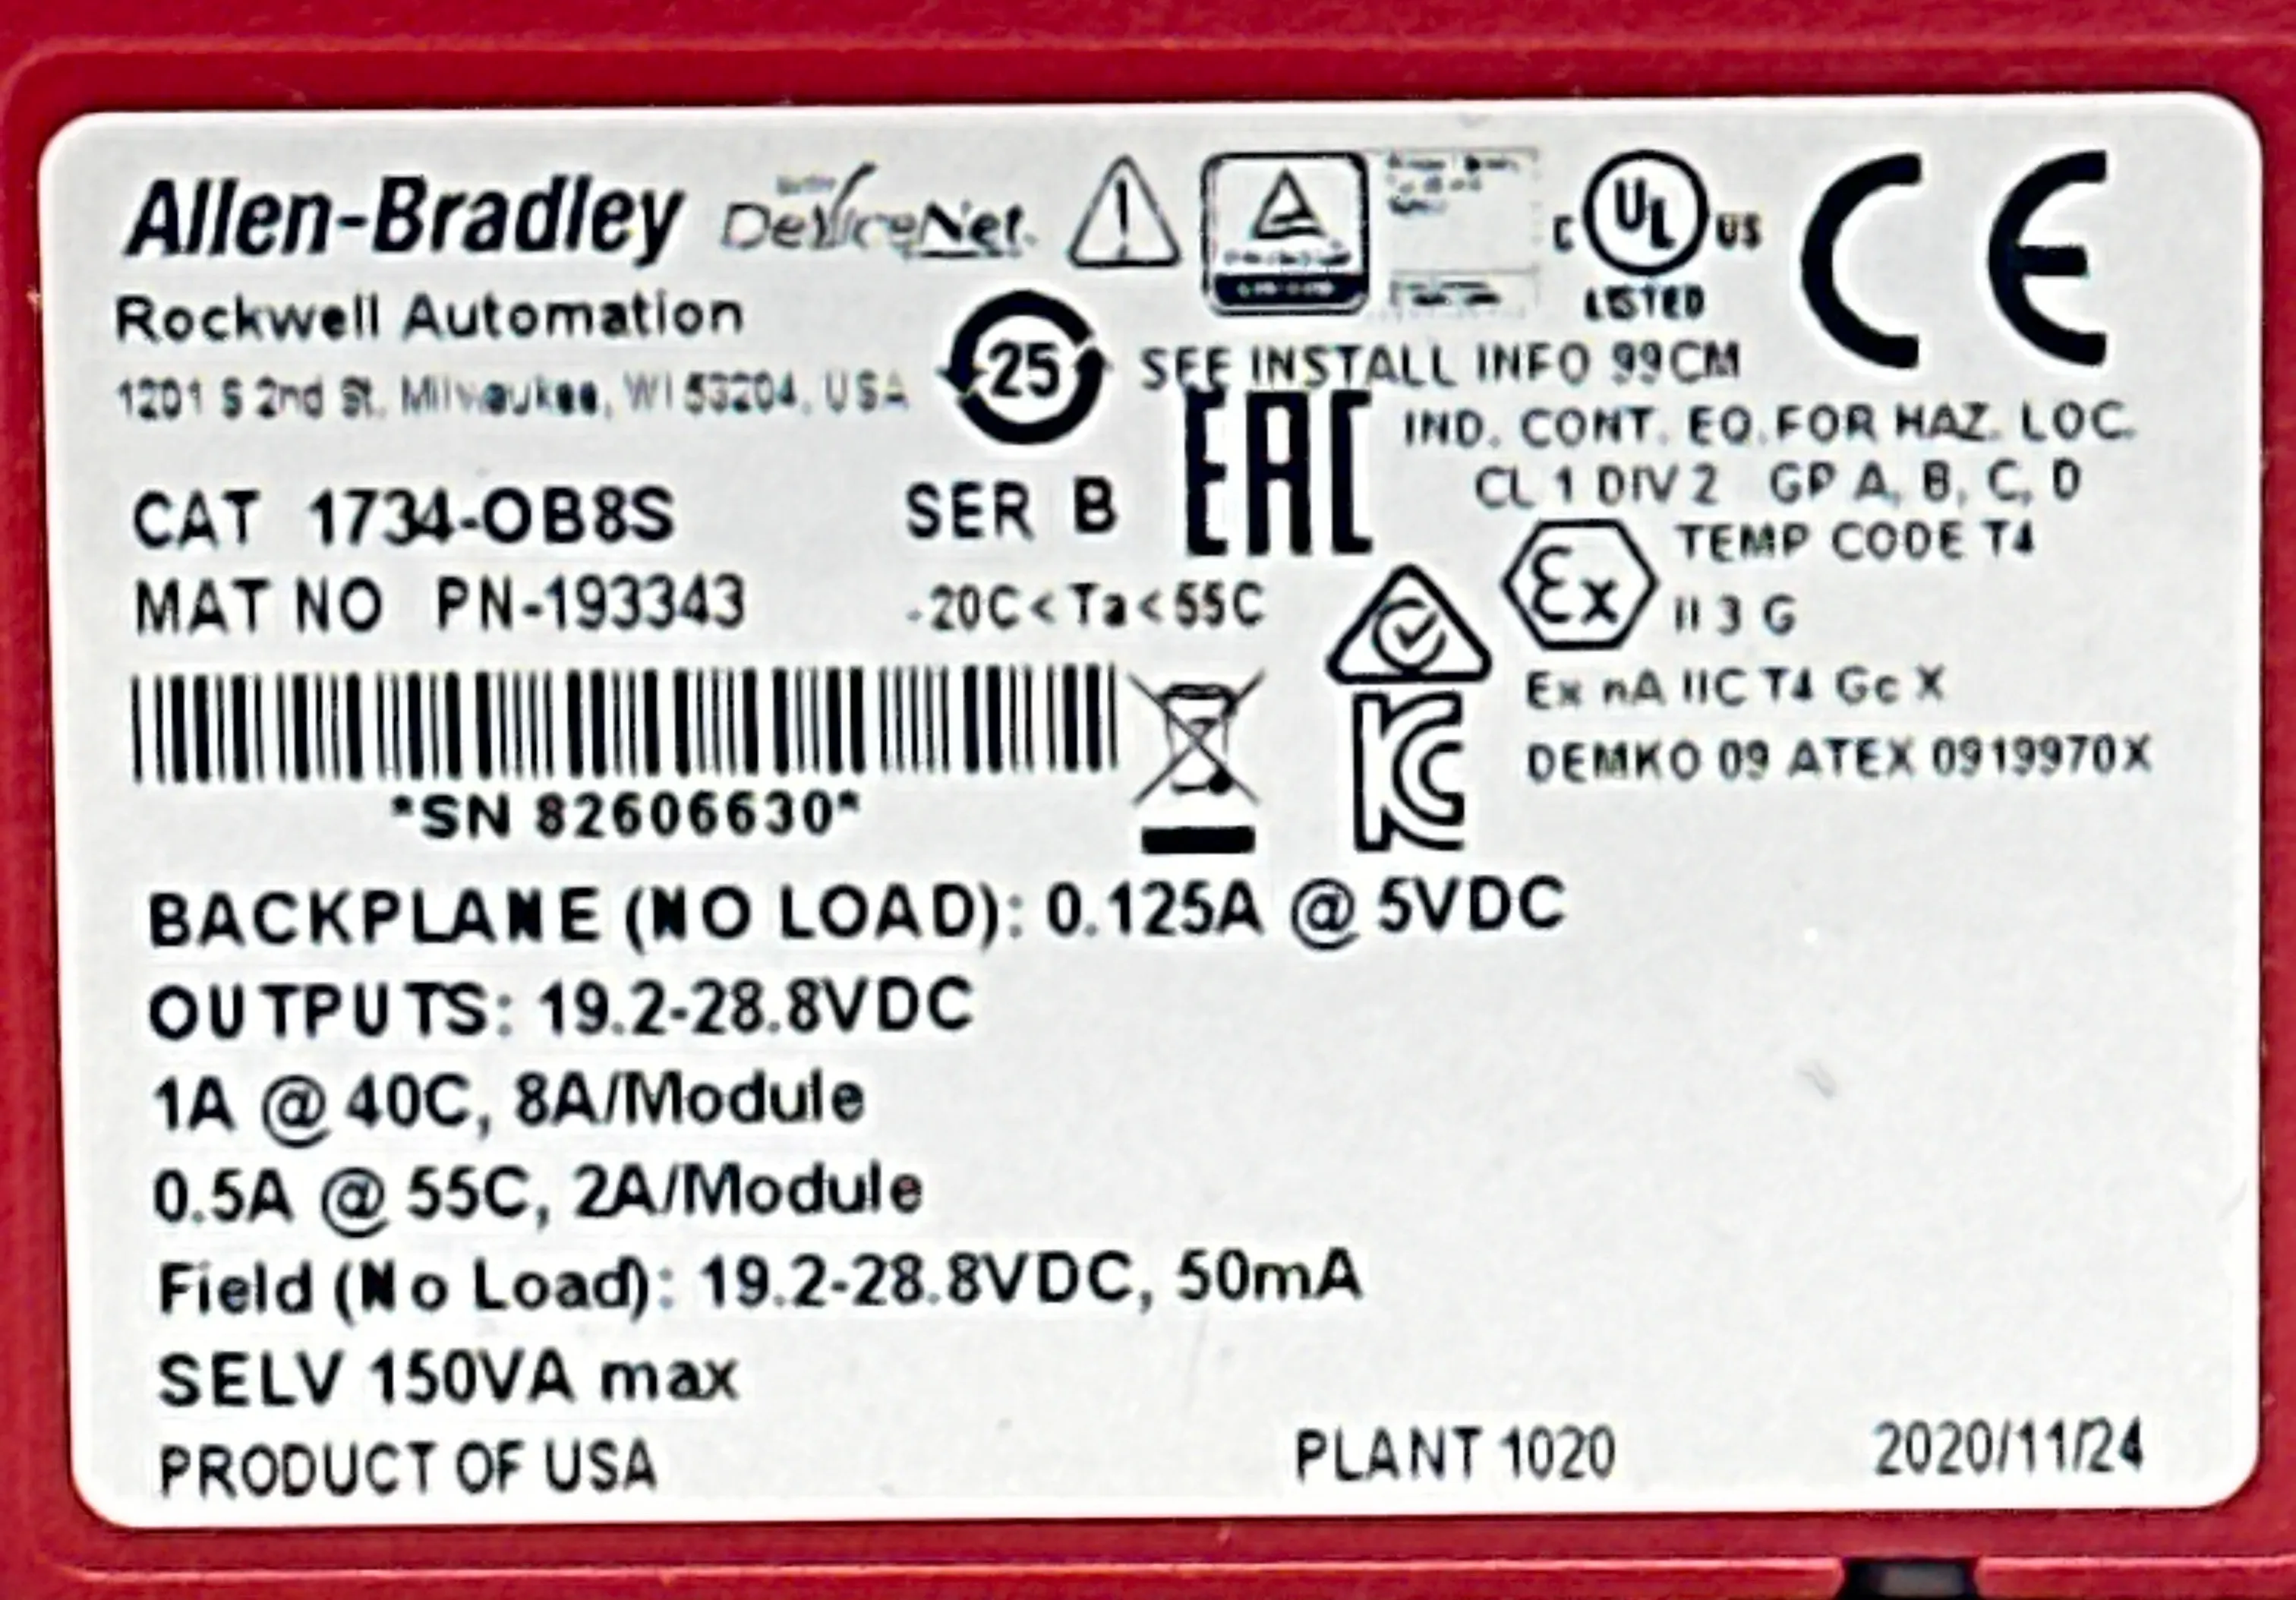 Allen-Bradley DeviceNet
Rockwell Automation
1201 S 2nd St. Milwaukee, WI 53204, USA
25
C UL US
LISTED
CE
SEE INSTALL INFO 99CM
EAC
IND. CONT. EQ. FOR HAZ. LOC.
CL 1 DIV 2 GP A, B, C, D
CAT 1734-OB8S SER B
TEMP CODE T4
MAT NO PN-193343 -20C<Ta<55C
Ex II 3 G
Ex nA IIC T4 Gc X
DEMKO 09 ATEX 0919970X
KC
*SN 82606630*
BACKPLANE (NO LOAD): 0.125A @ 5VDC
OUTPUTS: 19.2-28.8VDC
1A @ 40C, 8A/Module
0.5A @ 55C, 2A/Module
Field (No Load): 19.2-28.8VDC, 50mA
SELV 150VA max
PRODUCT OF USA PLANT 1020 2020/11/24